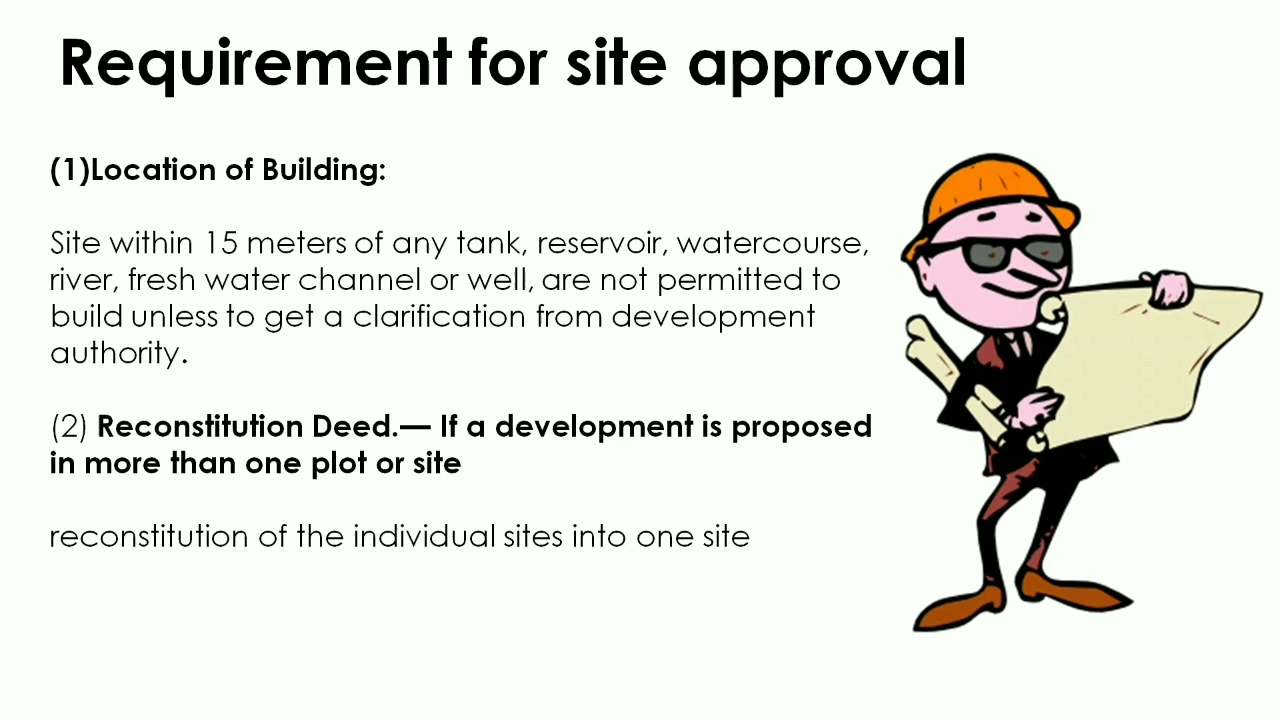 Requirement for site approval
(1)Location of Building:
Site within 15 meters of any tank, reservoir, watercourse,
river, fresh water channel or well, are not permitted to
build unless to get a clarification from development
authority.
(2) Reconstitution Deed.— If a development is proposed
in more than one plot or site
reconstitution of the individual sites into one site